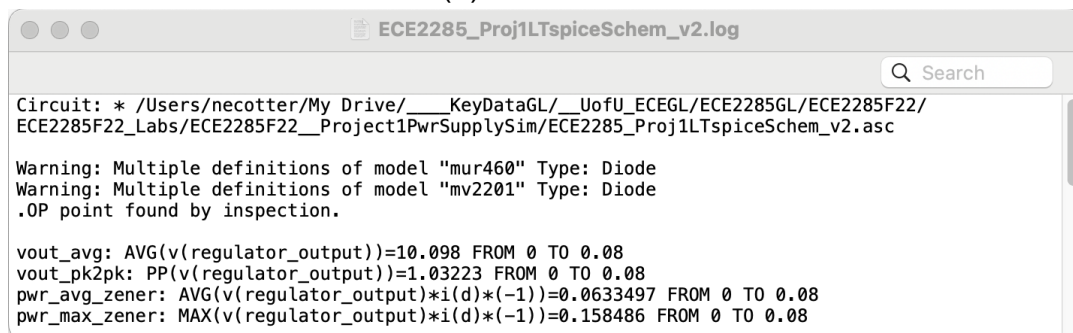 ECE2285_Proj1LTspiceSchem_v2.log
Search
Circuit: * /Users/necotter/My Drive/____KeyDataGL/__UofU_ECEGL/ECE2285GL/ECE2285F22/
ECE2285F22_Labs/ECE2285F22__Project1PwrSupplySim/ECE2285_Proj1LTspiceSchem_v2.asc
Warning: Multiple definitions of model "mur460" Type: Diode
Warning: Multiple definitions of model "mv2201" Type: Diode
.OP point found by inspection.
vout_avg: AVG(v(regulator_output))=10.098 FROM 0 TO 0.08
vout_pk2pk: PP(v(regulator_output))=1.03223 FROM 0 TO 0.08
pwr_avg_zener: AVG(v(regulator_output)*i(d)*(-1))=0.0633497 FROM 0 TO 0.08
pwr_max_zener: MAX(v(regulator_output)*i(d)*(-1))=0.158486 FROM 0 TO 0.08